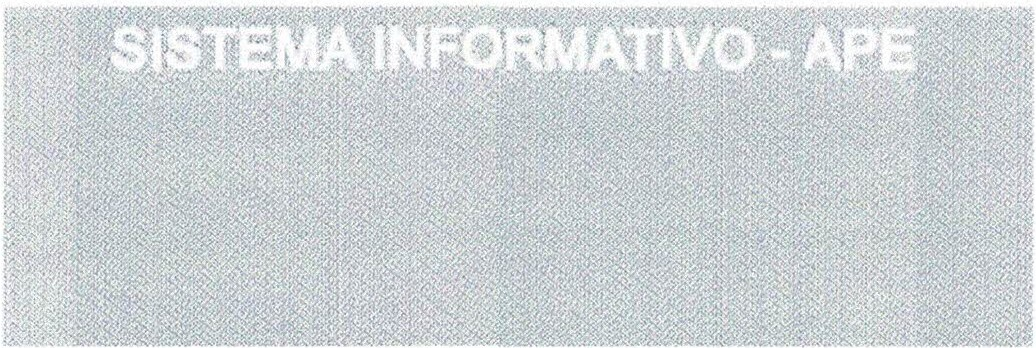 SISTEMA INFORMATIVO - APE